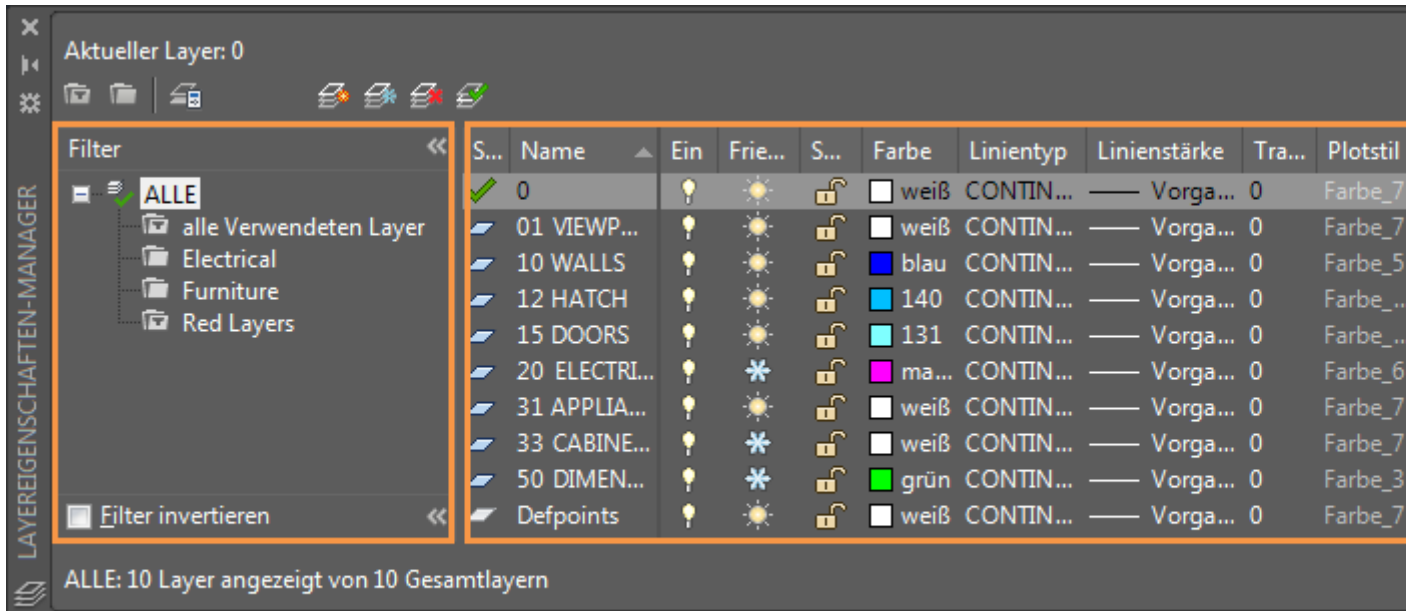 Aktueller Layer: 0
LAYEREIGENSCHAFTEN-MANAGER
Filter
ALLE
alle Verwendeten Layer
Electrical
Furniture
Red Layers
Filter invertieren
S... Name Ein Frie... S... Farbe Linientyp Linienstärke Tra... Plotstil
0 weiß CONTIN... Vorga... 0 Farbe_7
01 VIEWP... weiß CONTIN... Vorga... 0 Farbe_7
10 WALLS blau CONTIN... Vorga... 0 Farbe_5
12 HATCH 140 CONTIN... Vorga... 0 Farbe_...
15 DOORS 131 CONTIN... Vorga... 0 Farbe_...
20 ELECTRI... ma... CONTIN... Vorga... 0 Farbe_6
31 APPLIA... weiß CONTIN... Vorga... 0 Farbe_7
33 CABINE... weiß CONTIN... Vorga... 0 Farbe_7
50 DIMEN... grün CONTIN... Vorga... 0 Farbe_3
Defpoints weiß CONTIN... Vorga... 0 Farbe_7
ALLE: 10 Layer angezeigt von 10 Gesamtlayern